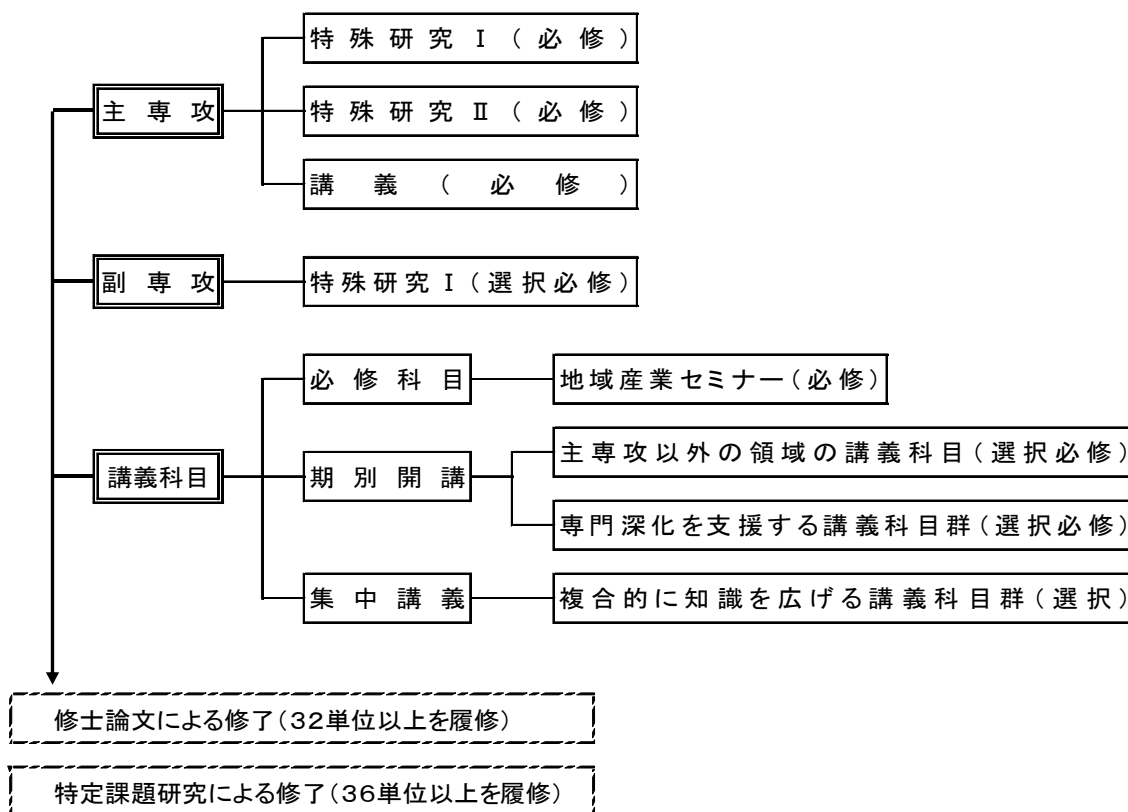 特殊研究Ⅰ(必修)
主専攻
特殊研究Ⅱ(必修)
講義(必修)
副専攻
特殊研究Ⅰ(選択必修)
必修科目
地域産業セミナー(必修)
講義科目
期別開講
主専攻以外の領域の講義科目(選択必修)
専門深化を支援する講義科目群(選択必修)
集中講義
複合的に知識を広げる講義科目群(選択)
修士論文による修了(32単位以上を履修)
特定課題研究による修了(36単位以上を履修)